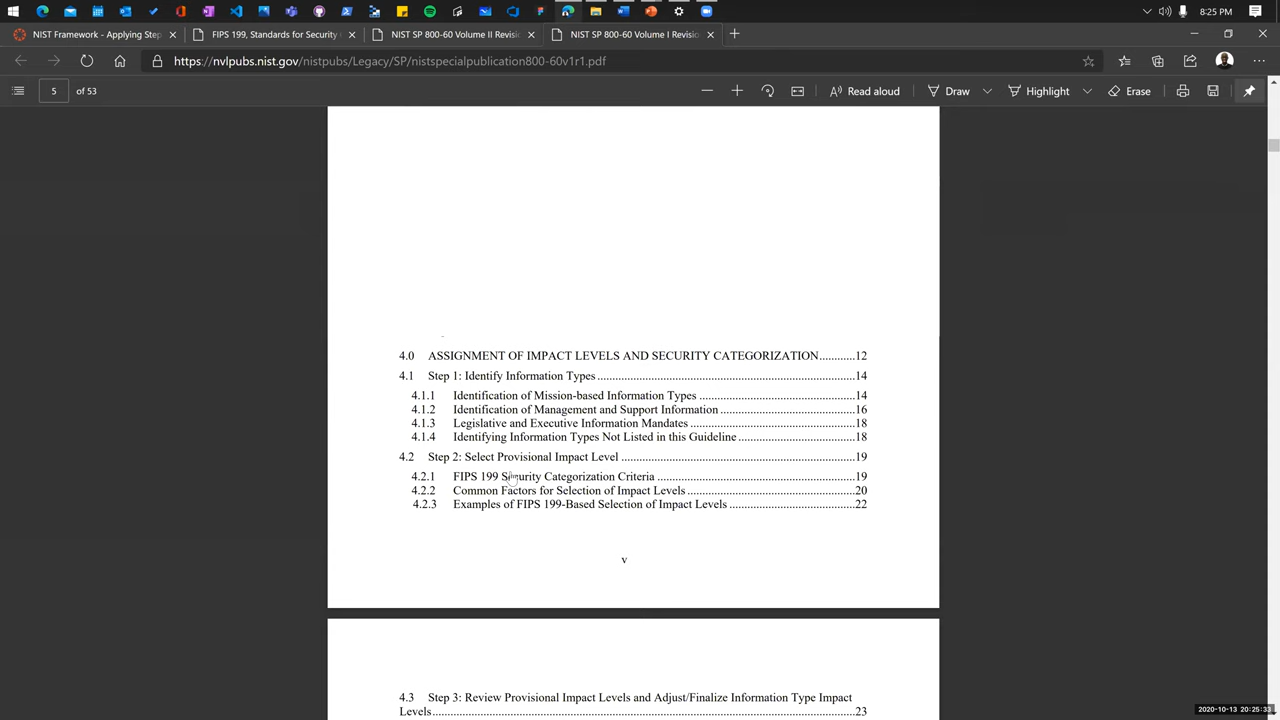 8:25 PM
NIST Framework - Applying Step
FIPS 199, Standards for Security
NIST SP 800-60 Volume II Revisio
NIST SP 800-60 Volume I Revisio
https://nvlpubs.nist.gov/nistpubs/Legacy/SP/nistspecialpublication800-60v1r1.pdf
5 of 53
Read aloud
Draw
Highlight
Erase
4.0 ASSIGNMENT OF IMPACT LEVELS AND SECURITY CATEGORIZATION............12
4.1 Step 1: Identify Information Types......................................................................................14
4.1.1 Identification of Mission-based Information Types ....................................................14
4.1.2 Identification of Management and Support Information .............................................16
4.1.3 Legislative and Executive Information Mandates .......................................................18
4.1.4 Identifying Information Types Not Listed in this Guideline .......................................18
4.2 Step 2: Select Provisional Impact Level ..............................................................................19
4.2.1 FIPS 199 Security Categorization Criteria ..................................................................19
4.2.2 Common Factors for Selection of Impact Levels ........................................................20
4.2.3 Examples of FIPS 199-Based Selection of Impact Levels ..........................................22
v
4.3 Step 3: Review Provisional Impact Levels and Adjust/Finalize Information Type Impact
Levels.............................................................................................................................................23
2020-10-13 20:25:33